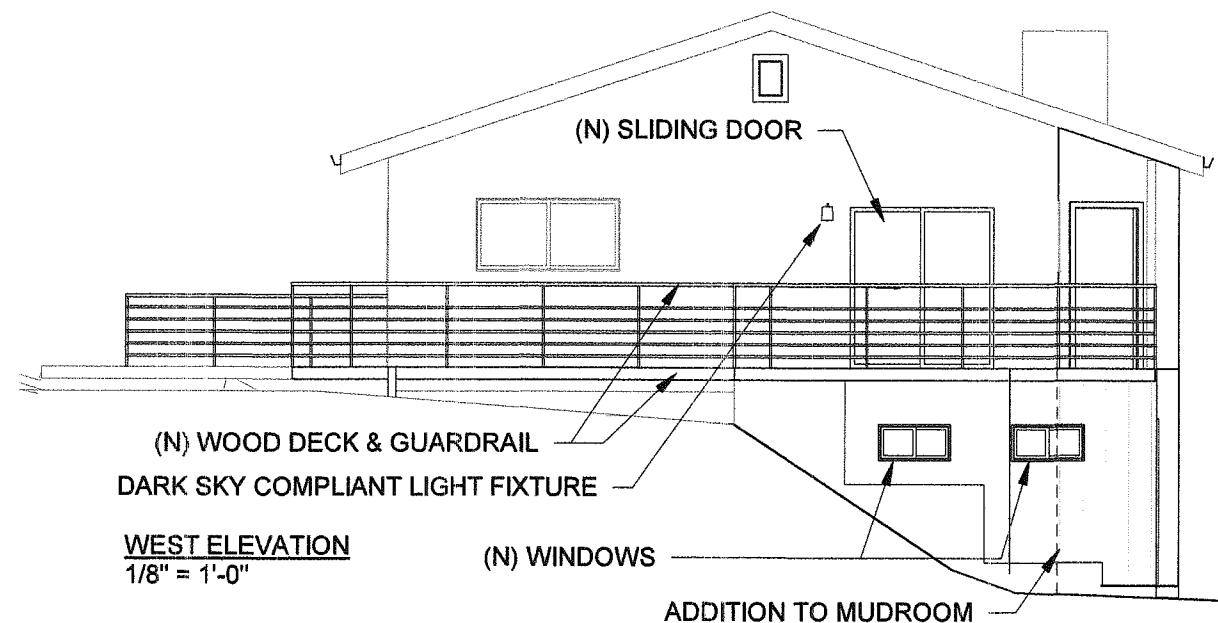 (N) SLIDING DOOR
(N) WOOD DECK & GUARDRAIL
DARK SKY COMPLIANT LIGHT FIXTURE
WEST ELEVATION
1/8" = 1'-0"
(N) WINDOWS
ADDITION TO MUDROOM